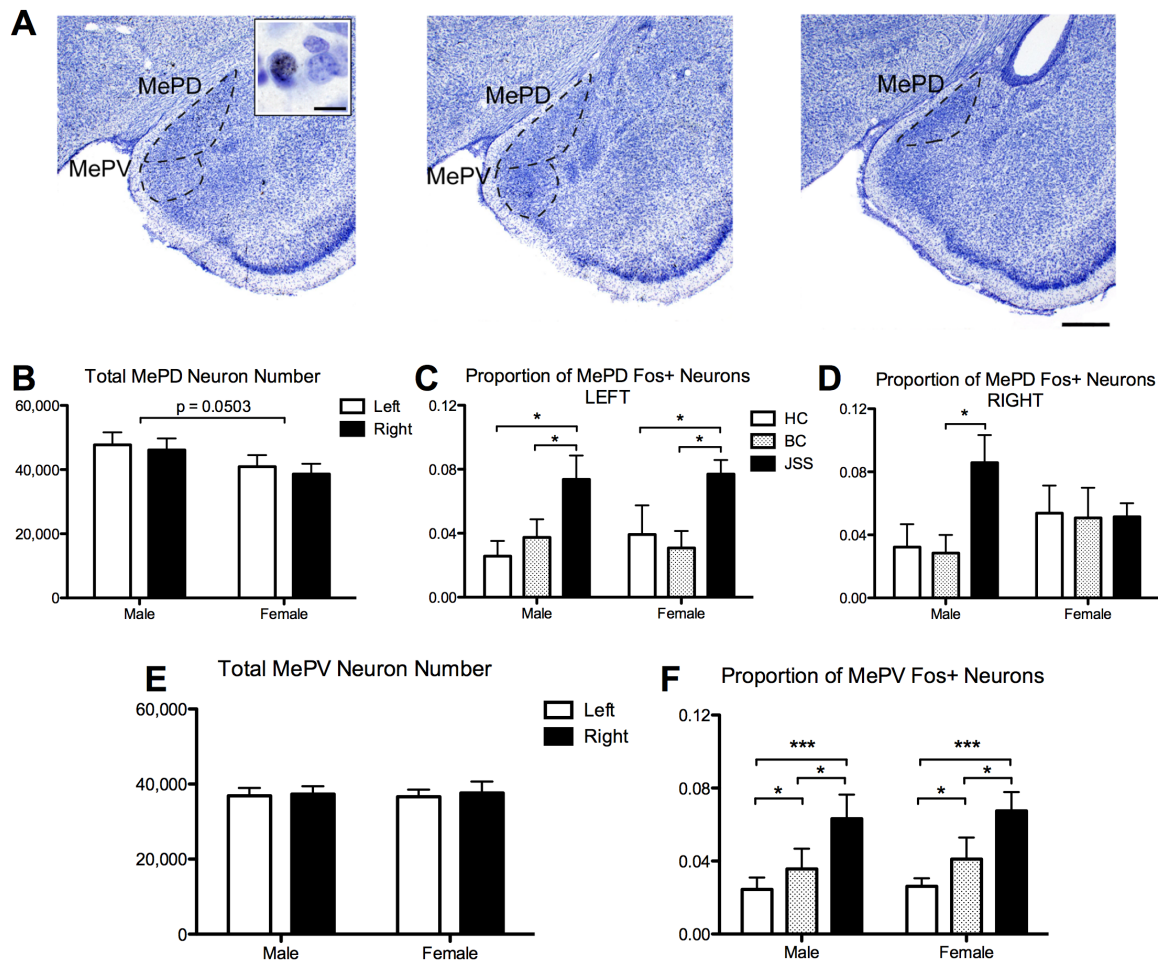 A
MePD
MePV
MePD
MePV
MePD
B
Total MePD Neuron Number
60,000
40,000
20,000
0
p = 0.0503
Male
Female
Left
Right
C
Proportion of MePD Fos+ Neurons
LEFT
0.12
0.08
0.04
0.00
*
*
*
*
Male
Female
HC
BC
JSS
D
Proportion of MePD Fos+ Neurons
RIGHT
0.12
0.08
0.04
0.00
*
Male
Female
E
Total MePV Neuron Number
60,000
40,000
20,000
0
Male
Female
Left
Right
F
Proportion of MePV Fos+ Neurons
0.12
0.08
0.04
0.00
***
*
*
***
*
*
Male
Female